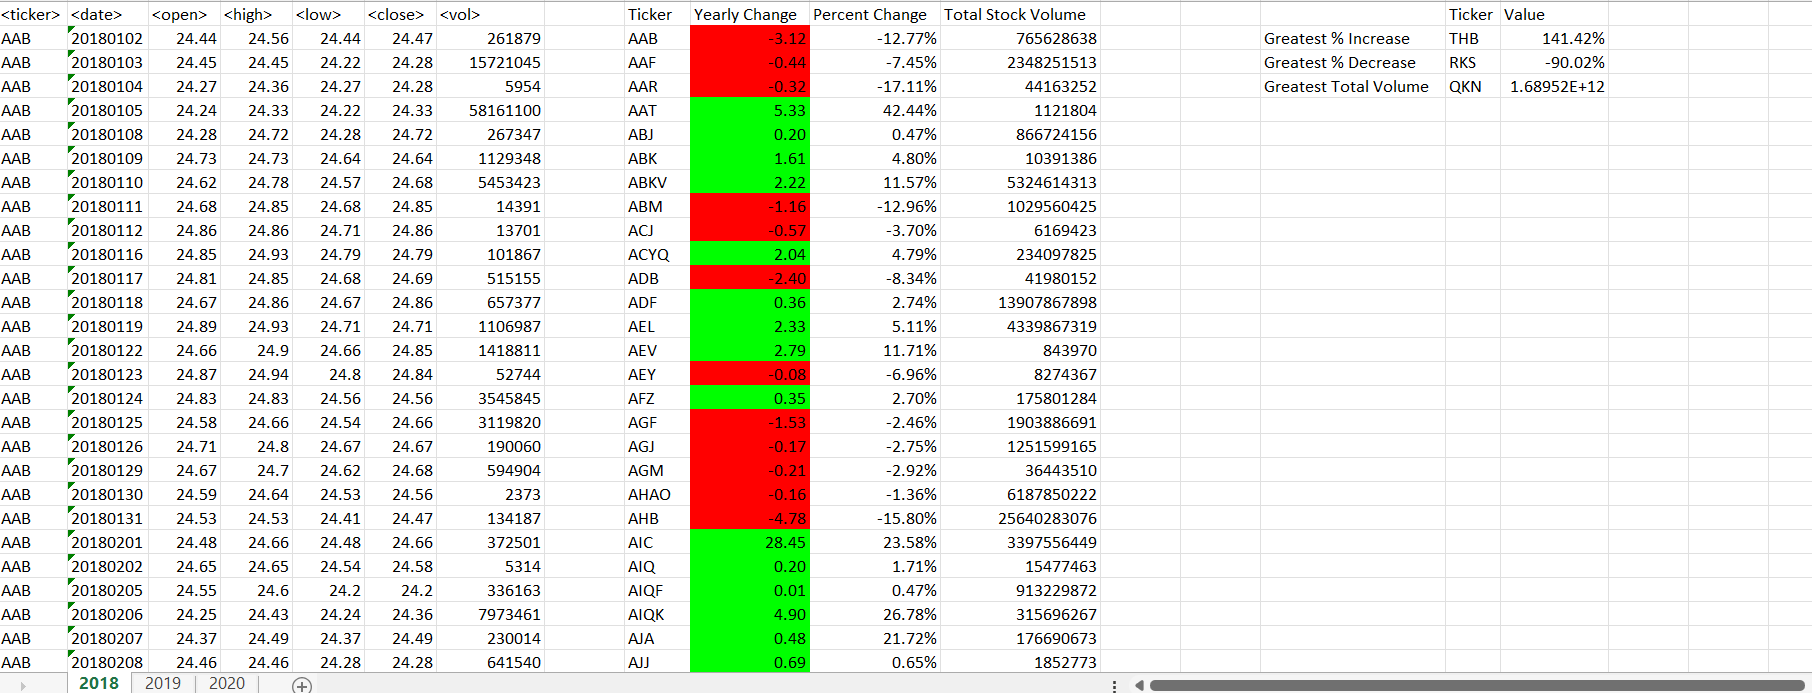 <ticker> <date> <open> <high> <low> <close> <vol> Ticker Yearly Change Percent Change Total Stock Volume Ticker Value
AAB 20180102 24.44 24.56 24.44 24.47 261879 AAB -3.12 -12.77% 765628638 Greatest % Increase THB 141.42%
AAB 20180103 24.45 24.45 24.22 24.28 15721045 AAF -0.44 -7.45% 2348251513 Greatest % Decrease RKS -90.02%
AAB 20180104 24.27 24.36 24.27 24.28 5954 AAR -0.32 -17.11% 44163252 Greatest Total Volume QKN 1.68952E+12
AAB 20180105 24.24 24.33 24.22 24.33 58161100 AAT 5.33 42.44% 1121804
AAB 20180108 24.28 24.72 24.28 24.72 267347 ABJ 0.20 0.47% 866724156
AAB 20180109 24.73 24.73 24.64 24.64 1129348 ABK 1.61 4.80% 10391386
AAB 20180110 24.62 24.78 24.57 24.68 5453423 ABKV 2.22 11.57% 5324614313
AAB 20180111 24.68 24.85 24.68 24.85 14391 ABM -1.16 -12.96% 1029560425
AAB 20180112 24.86 24.86 24.71 24.86 13701 ACJ -0.57 -3.70% 6169423
AAB 20180116 24.85 24.93 24.79 24.79 101867 ACYQ 2.04 4.79% 234097825
AAB 20180117 24.81 24.85 24.68 24.69 515155 ADB -2.40 -8.34% 41980152
AAB 20180118 24.67 24.86 24.67 24.86 657377 ADF 0.36 2.74% 13907867898
AAB 20180119 24.89 24.93 24.71 24.71 1106987 AEL 2.33 5.11% 4339867319
AAB 20180122 24.66 24.9 24.66 24.85 1418811 AEV 2.79 11.71% 843970
AAB 20180123 24.87 24.94 24.8 24.84 52744 AEY -0.08 -6.96% 8274367
AAB 20180124 24.83 24.83 24.56 24.56 3545845 AFZ 0.35 2.70% 175801284
AAB 20180125 24.58 24.66 24.54 24.66 3119820 AGF -1.53 -2.46% 1903886691
AAB 20180126 24.71 24.8 24.67 24.67 190060 AGJ -0.17 -2.75% 1251599165
AAB 20180129 24.67 24.7 24.62 24.68 594904 AGM -0.21 -2.92% 36443510
AAB 20180130 24.59 24.64 24.53 24.56 2373 AHAO -0.16 -1.36% 6187850222
AAB 20180131 24.53 24.53 24.41 24.47 134187 AHB -4.78 -15.80% 25640283076
AAB 20180201 24.48 24.66 24.48 24.66 372501 AIC 28.45 23.58% 3397556449
AAB 20180202 24.65 24.65 24.54 24.58 5314 AIQ 0.20 1.71% 15477463
AAB 20180205 24.55 24.6 24.2 24.2 336163 AIQF 0.01 0.47% 913229872
AAB 20180206 24.25 24.43 24.24 24.36 7973461 AIQK 4.90 26.78% 315696267
AAB 20180207 24.37 24.49 24.37 24.49 230014 AJA 0.48 21.72% 176690673
AAB 20180208 24.46 24.46 24.28 24.28 641540 AJJ 0.69 0.65% 1852773
2018 2019 2020